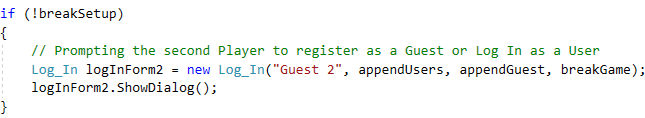 if (!breakSetup)
{
// Prompting the second Player to register as a Guest or Log In as a User
Log_In logInForm2 = new Log_In("Guest 2", appendUsers, appendGuest, breakGame);
logInForm2.ShowDialog();
}